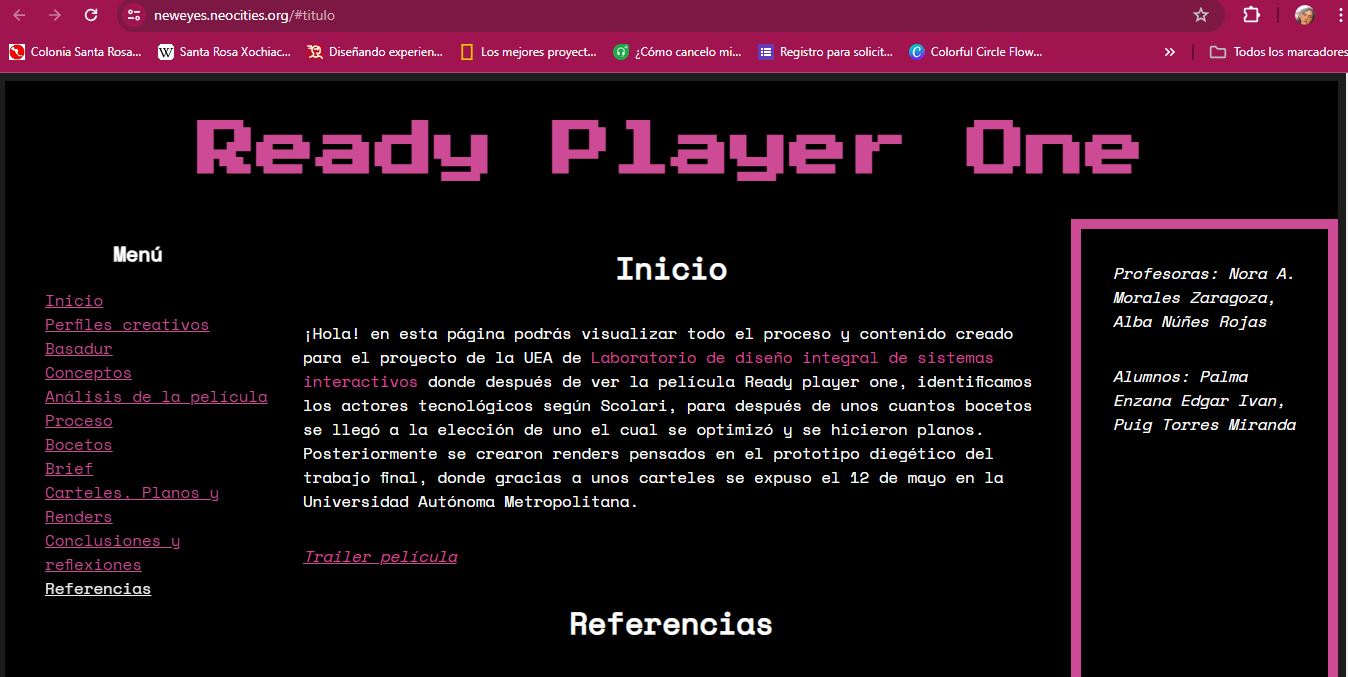 neweyes.neocities.org/#titulo
Colonia Santa Rosa...
Santa Rosa Xochiac...
Diseñando experien...
Los mejores proyect...
¿Cómo cancelo mi...
Registro para solicit...
Colorful Circle Flow...
Todos los marcadores
Ready Player One
Menú
Inicio
Perfiles creativos
Basadur
Conceptos
Análisis de la película
Proceso
Bocetos
Brief
Carteles, Planos y
Renders
Conclusiones y
reflexiones
Referencias
Inicio
¡Hola! en esta página podrás visualizar todo el proceso y contenido creado
para el proyecto de la UEA de Laboratorio de diseño integral de sistemas
interactivos donde después de ver la película Ready player one, identificamos
los actores tecnológicos según Scolari, para después de unos cuantos bocetos
se llegó a la elección de uno el cual se optimizó y se hicieron planos.
Posteriormente se crearon renders pensados en el prototipo diegético del
trabajo final, donde gracias a unos carteles se expuso el 12 de mayo en la
Universidad Autónoma Metropolitana.
Trailer película
Referencias
Profesoras: Nora A.
Morales Zaragoza,
Alba Núñes Rojas
Alumnos: Palma
Enzana Edgar Ivan,
Puig Torres Miranda